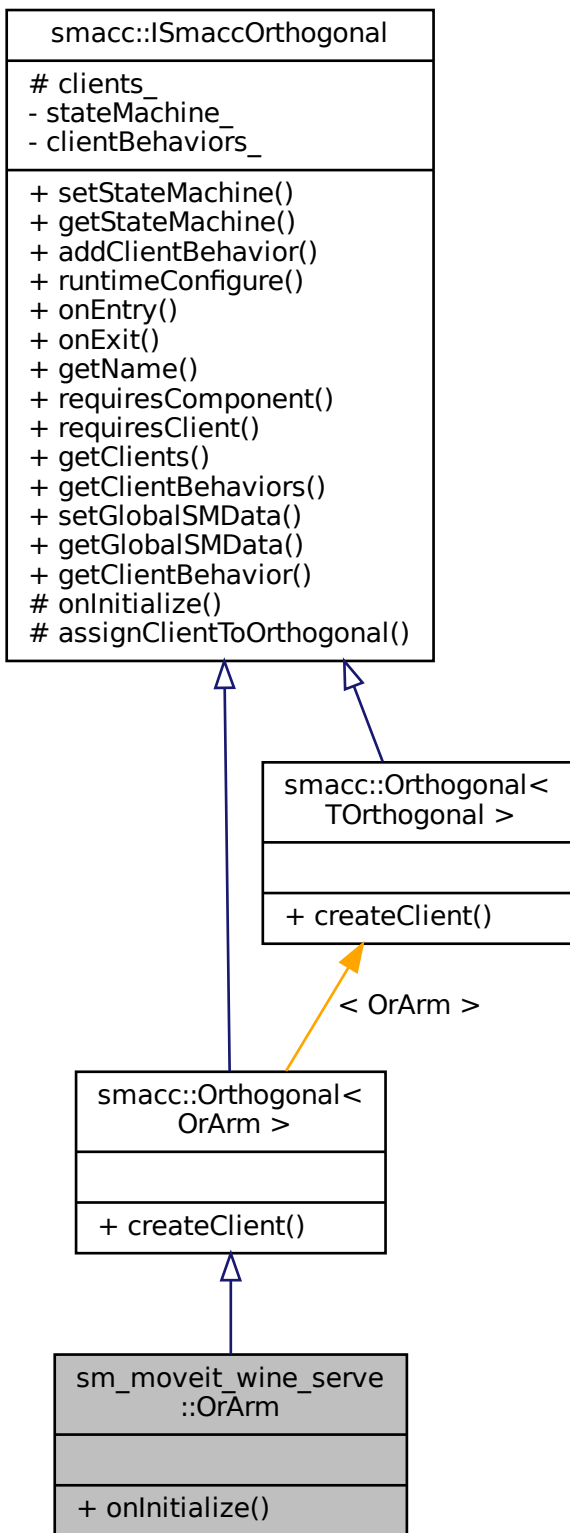 smacc::ISmaccOrthogonal
# clients_
- stateMachine_
- clientBehaviors_
+ setStateMachine()
+ getStateMachine()
+ addClientBehavior()
+ runtimeConfigure()
+ onEntry()
+ onExit()
+ getName()
+ requiresComponent()
+ requiresClient()
+ getClients()
+ getClientBehaviors()
+ setGlobalSMData()
+ getGlobalSMData()
+ getClientBehavior()
# onInitialize()
# assignClientToOrthogonal()
smacc::Orthogonal<
TOrthogonal >
+ createClient()
< OrArm >
smacc::Orthogonal<
OrArm >
+ createClient()
sm_moveit_wine_serve
::OrArm
+ onInitialize()